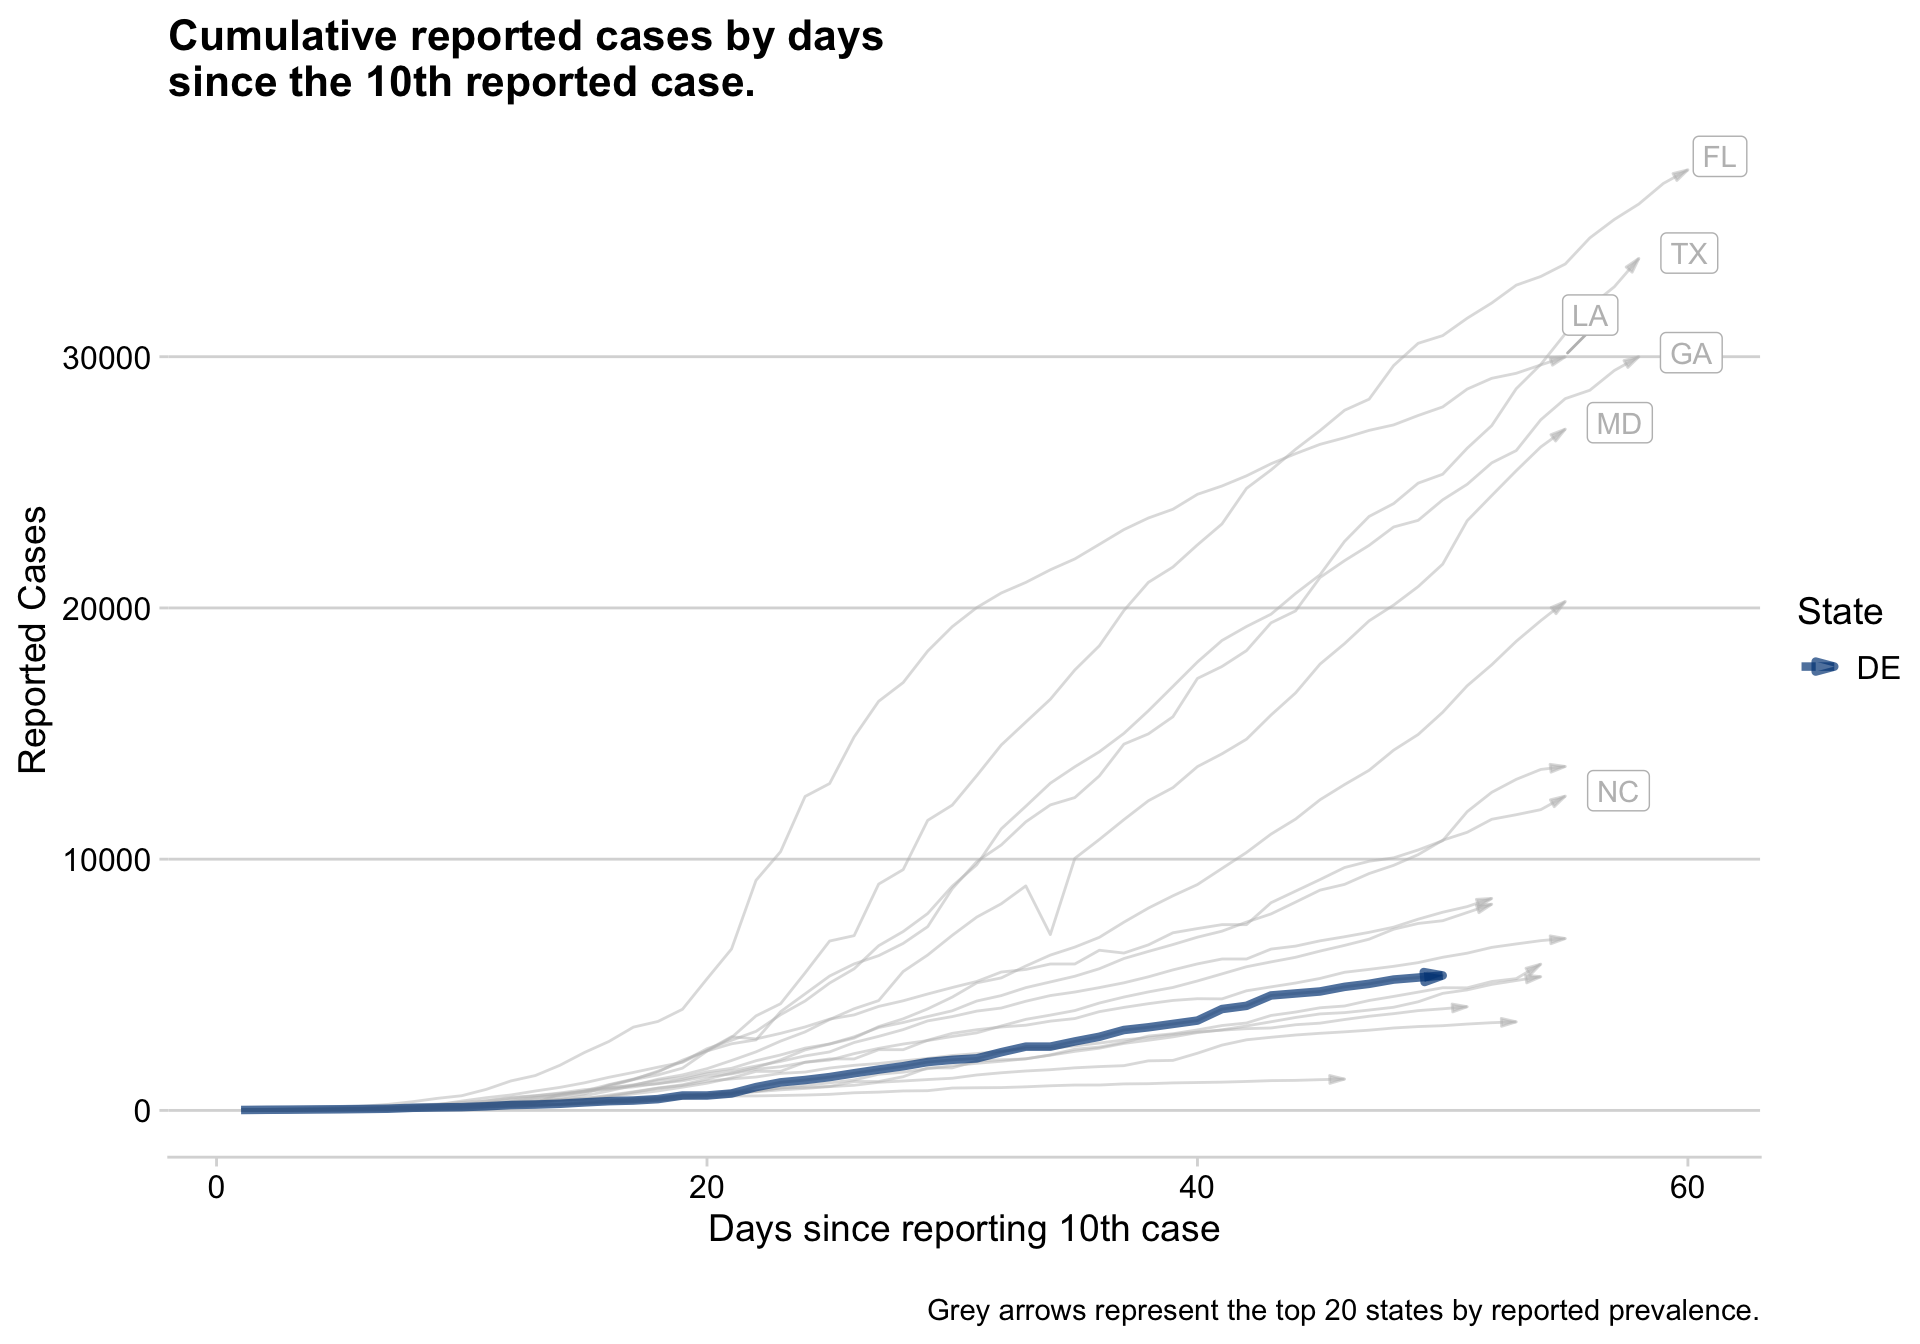 Cumulative reported cases by days
since the 10th reported case.
FL
TX
LA
GA
MD
NC
30000
20000
10000
0
Reported Cases
0 20 40 60
Days since reporting 10th case
State
DE
Grey arrows represent the top 20 states by reported prevalence.